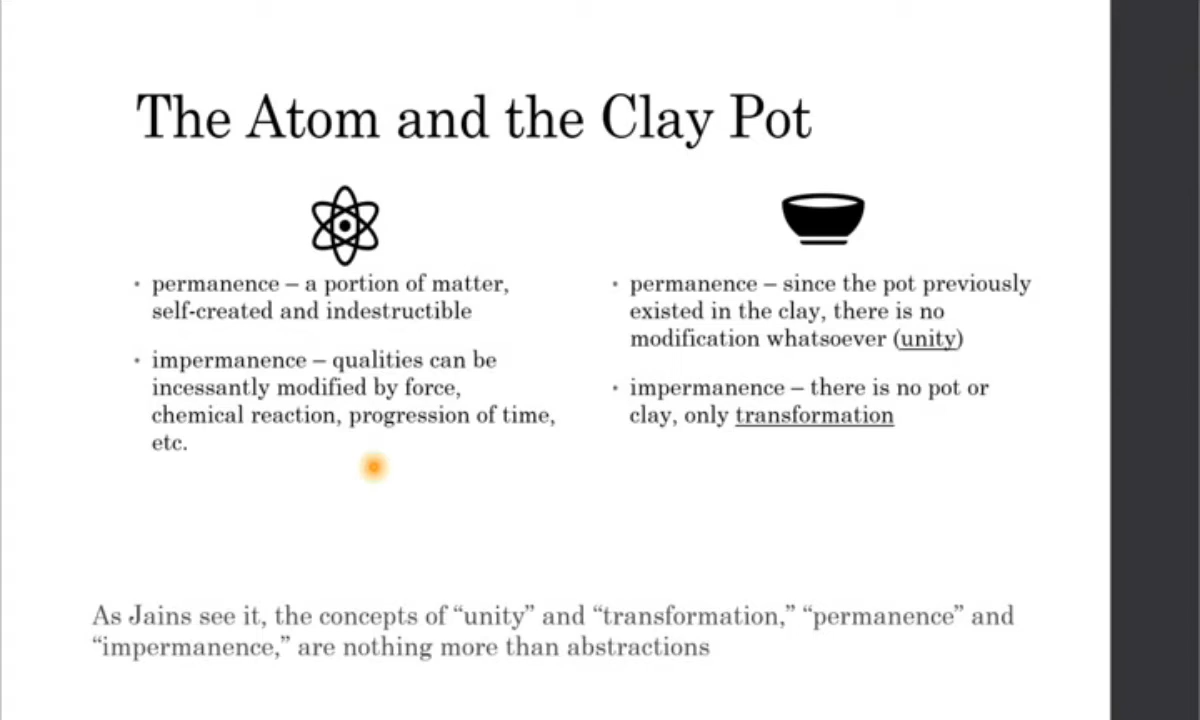 The Atom and the Clay Pot
• permanence – a portion of matter,
self-created and indestructible
• impermanence – qualities can be
incessantly modified by force,
chemical reaction, progression of time,
etc.
• permanence – since the pot previously
existed in the clay, there is no
modification whatsoever (unity)
• impermanence – there is no pot or
clay, only transformation
As Jains see it, the concepts of “unity” and “transformation,” “permanence” and
“impermanence,” are nothing more than abstractions